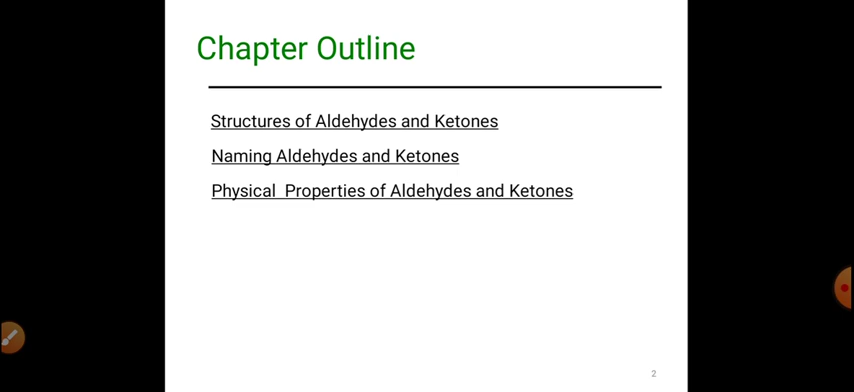 Chapter Outline
Structures of Aldehydes and Ketones
Naming Aldehydes and Ketones
Physical  Properties of Aldehydes and Ketones
2